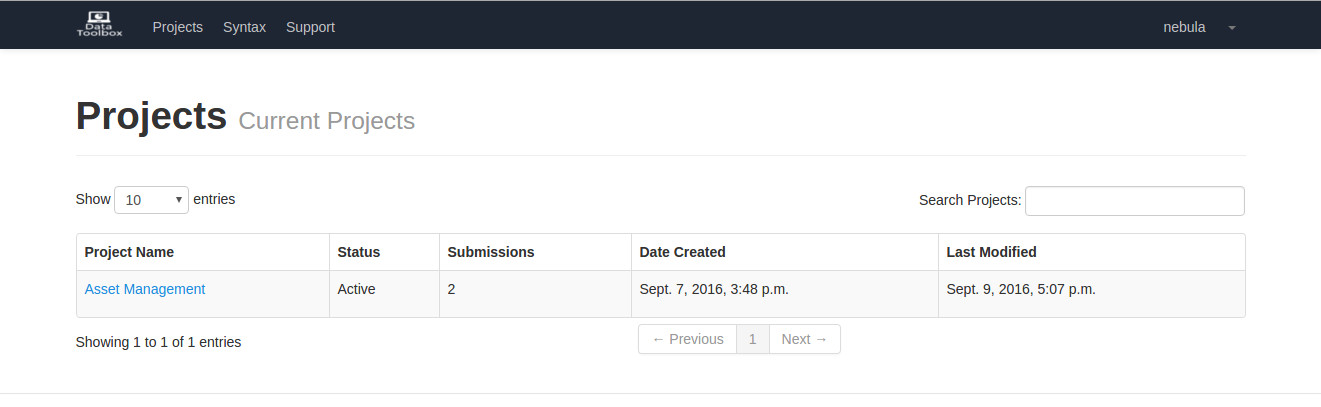 Data
Toolbox
Projects Syntax Support nebula
Projects Current Projects
Show 10 entries Search Projects:
Project Name Status Submissions Date Created Last Modified
Asset Management Active 2 Sept. 7, 2016, 3:48 p.m. Sept. 9, 2016, 5:07 p.m.
Showing 1 to 1 of 1 entries ← Previous 1 Next →